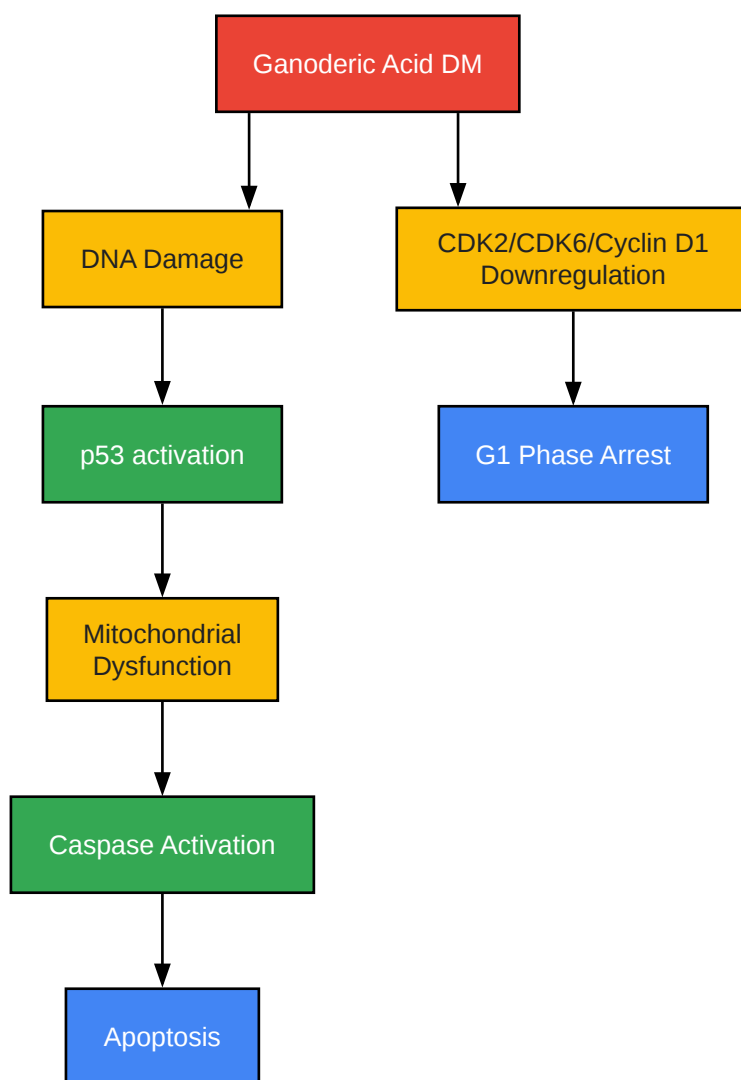 Ganoderic Acid DM
DNA Damage
CDK2/CDK6/Cyclin D1
Downregulation
p53 activation
G1 Phase Arrest
Mitochondrial
Dysfunction
Caspase Activation
Apoptosis